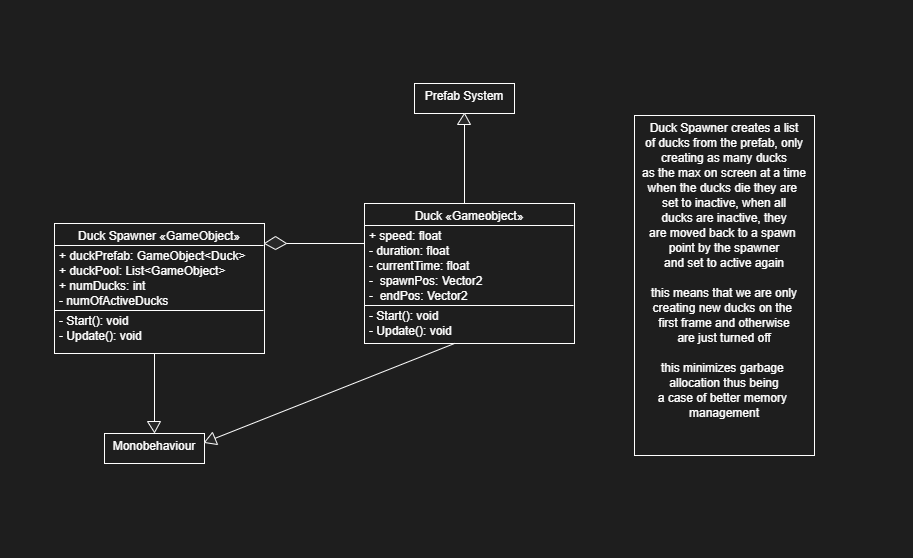 Prefab System
Duck Spawner «GameObject»
+ duckPrefab: GameObject<Duck>
+ duckPool: List<GameObject>
+ numDucks: int
- numOfActiveDucks
- Start(): void
- Update(): void
Duck «Gameobject»
+ speed: float
- duration: float
- currentTime: float
- spawnPos: Vector2
- endPos: Vector2
- Start(): void
- Update(): void
Monobehaviour
Duck Spawner creates a list
of ducks from the prefab, only
creating as many ducks
as the max on screen at a time
when the ducks die they are
set to inactive, when all
ducks are inactive, they
are moved back to a spawn
point by the spawner
and set to active again
this means that we are only
creating new ducks on the
first frame and otherwise
are just turned off
this minimizes garbage
allocation thus being
a case of better memory
management